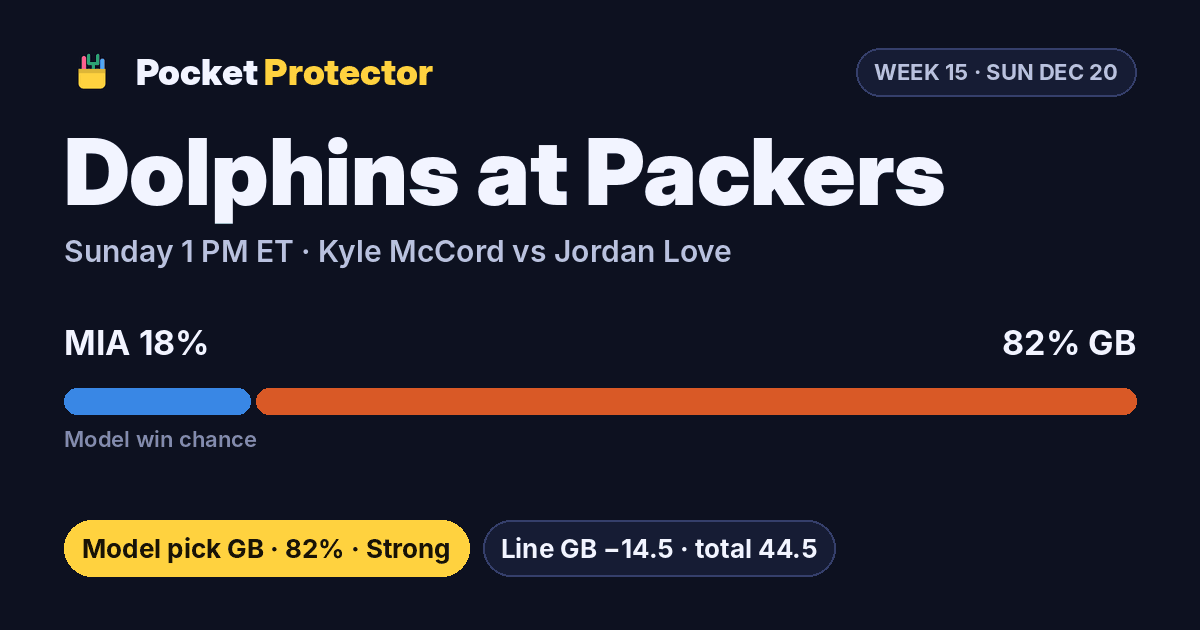 Pocket Protector
WEEK 15 · SUN DEC 20
Dolphins at Packers
Sunday 1 PM ET · Kyle McCord vs Jordan Love
MIA 18%
82% GB
Model win chance
Model pick GB · 82% · Strong
Line GB −14.5 · total 44.5